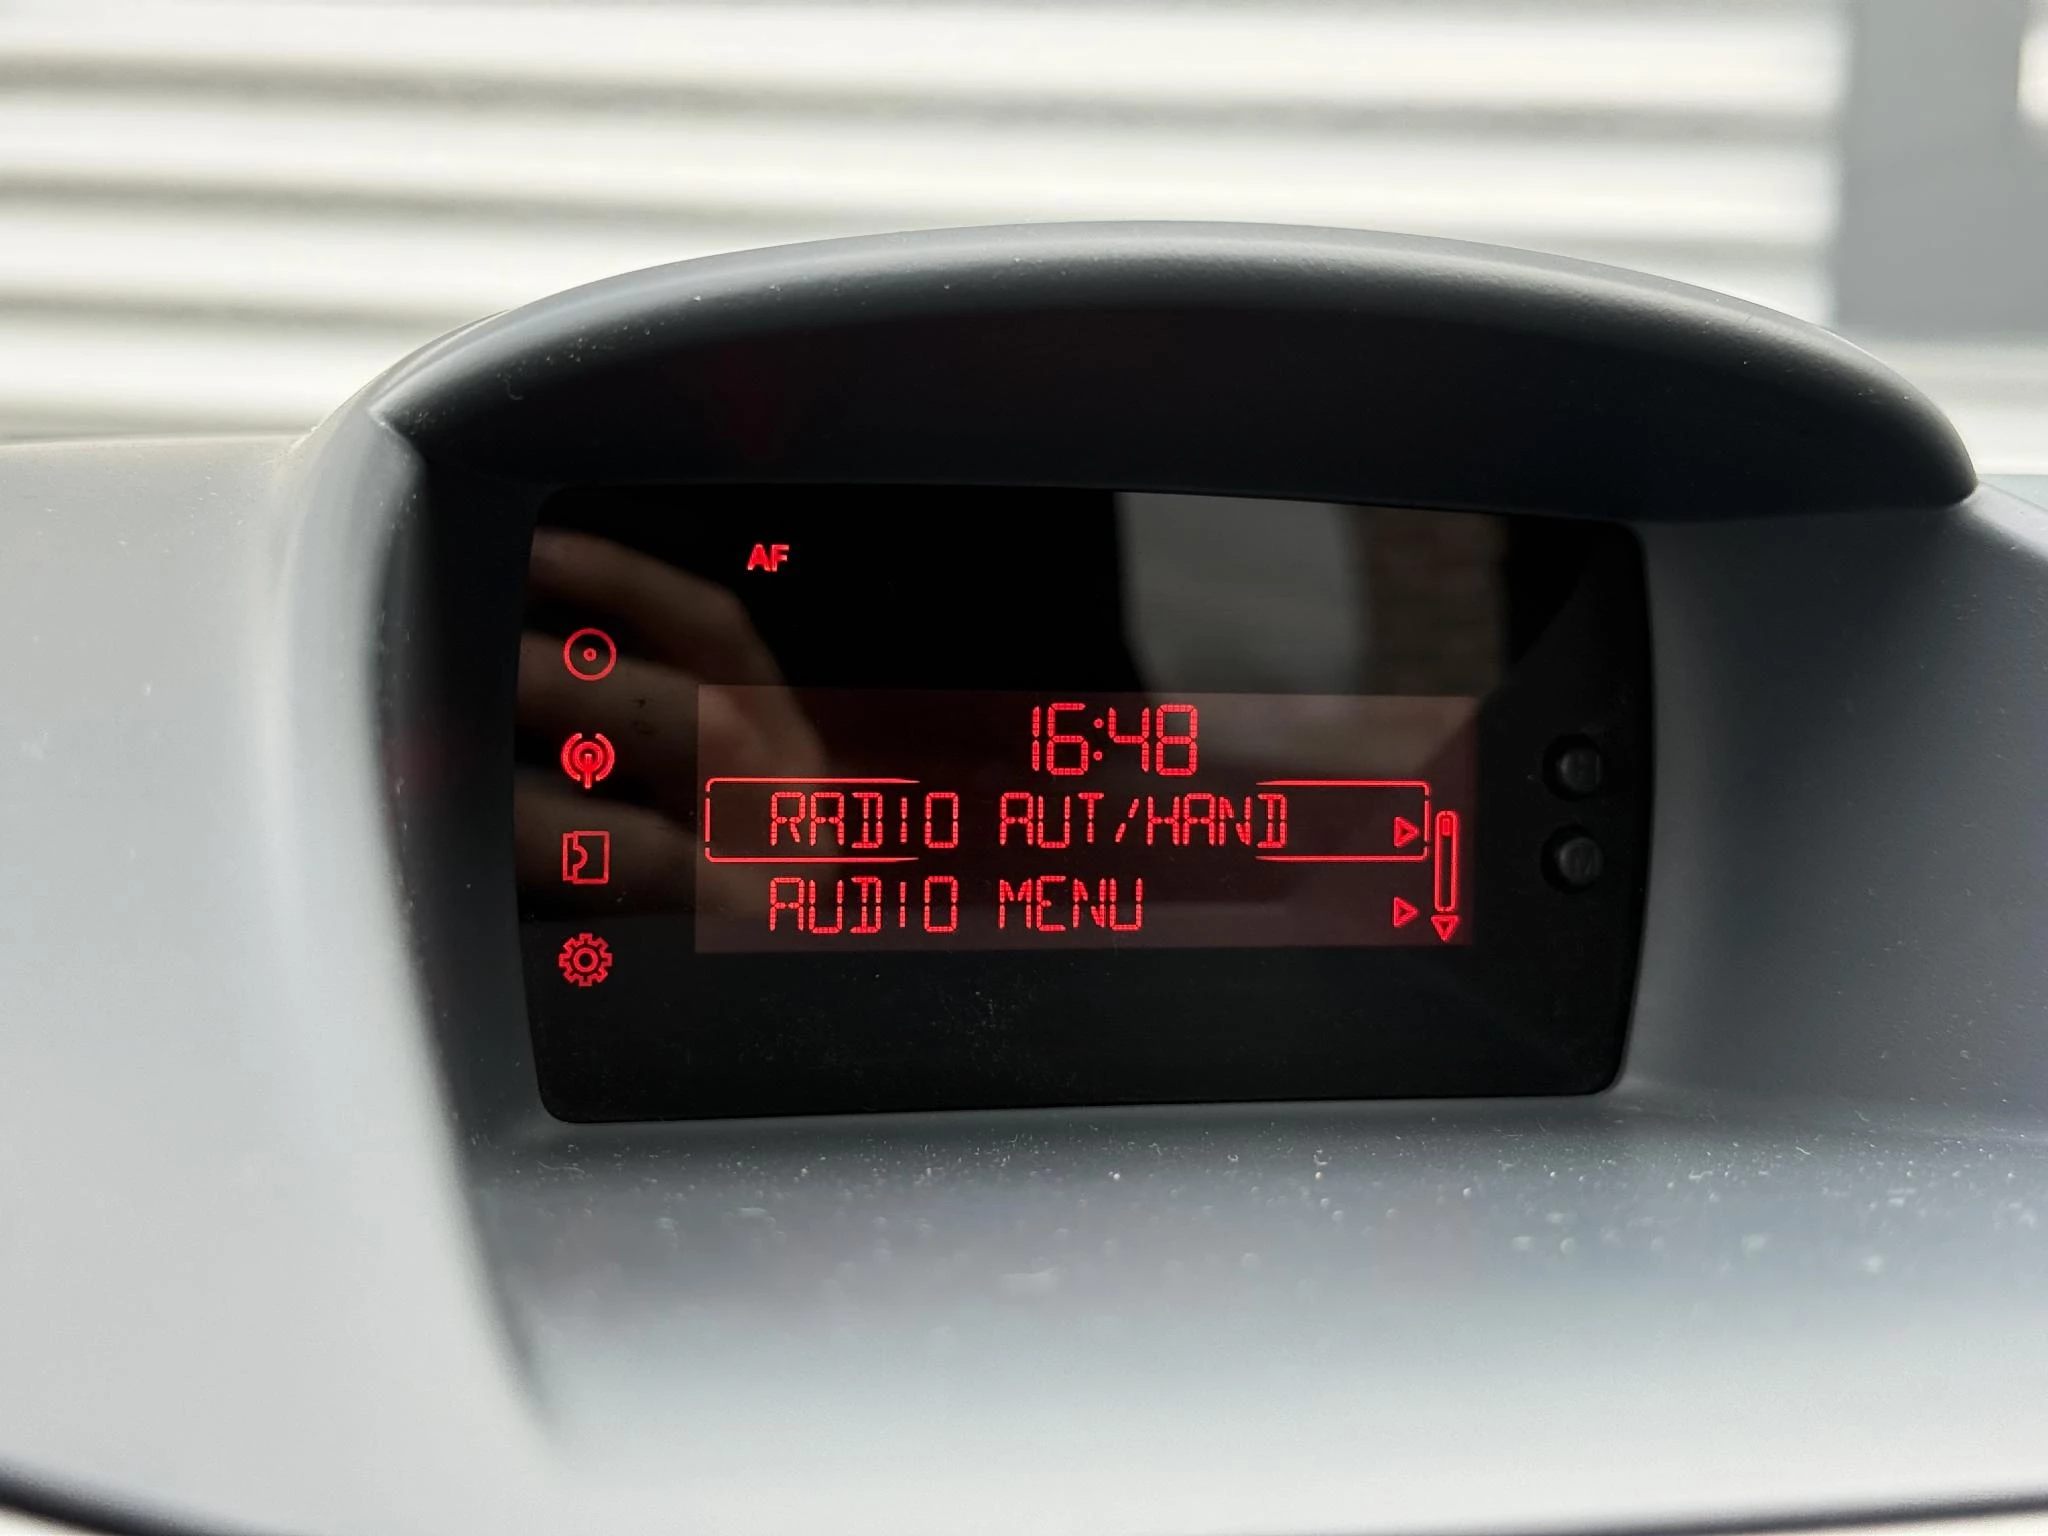 AF
16:48
RADIO AUT/HAND
AUDIO MENU